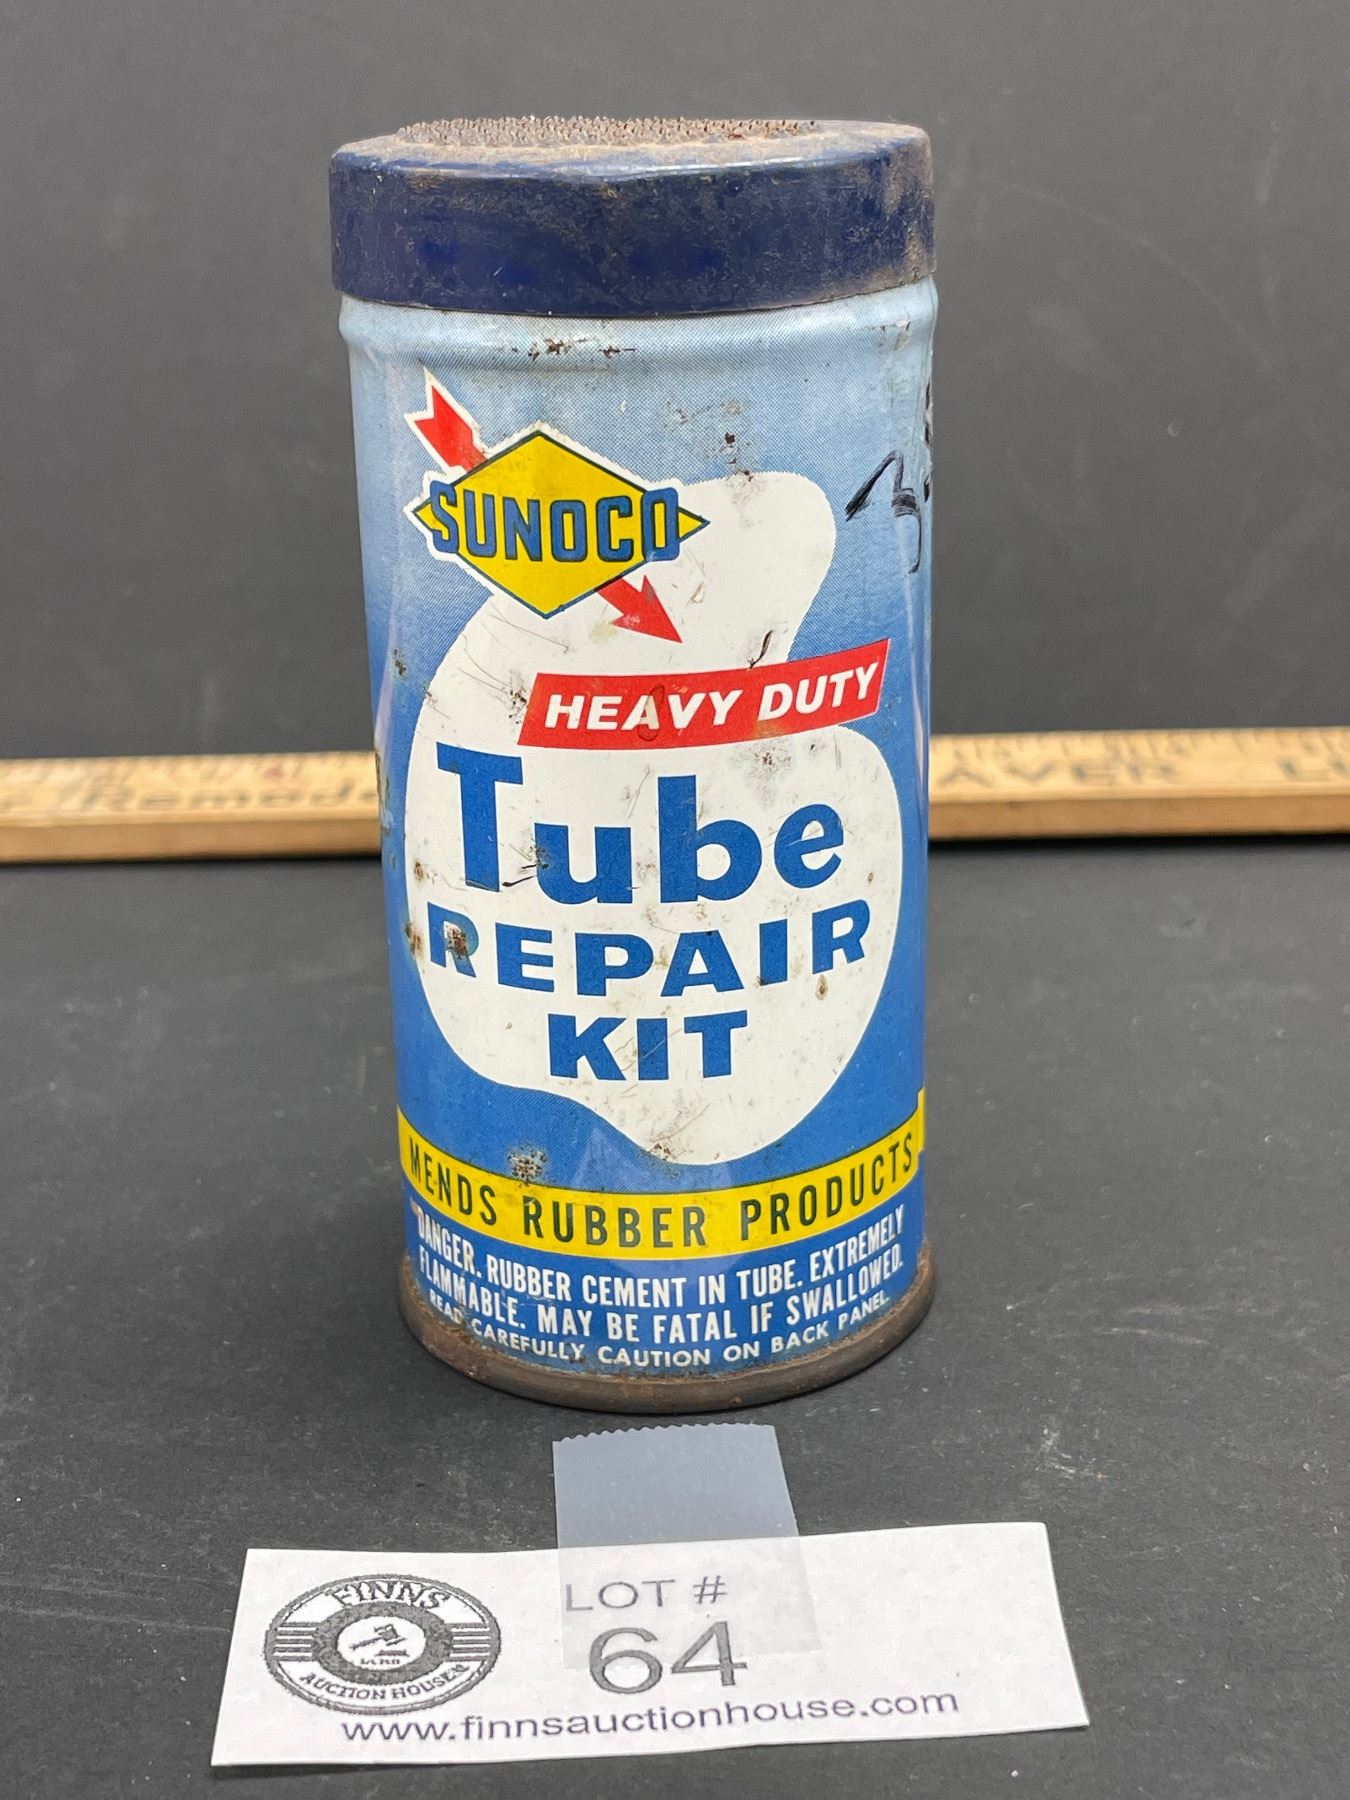 SUNOCO
HEAVY DUTY
Tube
REPAIR
KIT
MENDS RUBBER PRODUCTS
DANGER. RUBBER CEMENT IN TUBE. EXTREMELY
FLAMMABLE. MAY BE FATAL IF SWALLOWED.
READ CAREFULLY CAUTION ON BACK PANEL.
AVER
FINNS
AUCTION HOUSE
LOT #
64
www.finnsauctionhouse.com